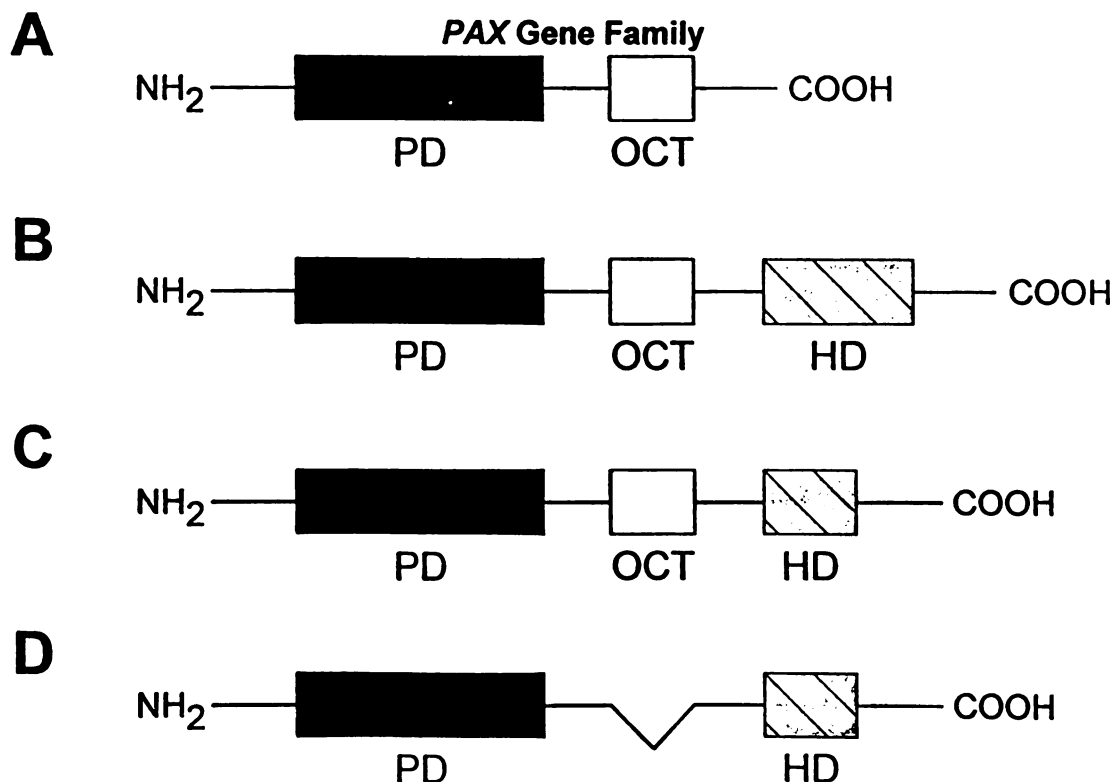 A
PAX Gene Family
NH2 COOH
PD OCT
B
NH2 COOH
PD OCT HD
C
NH2 COOH
PD OCT HD
D
NH2 COOH
PD HD